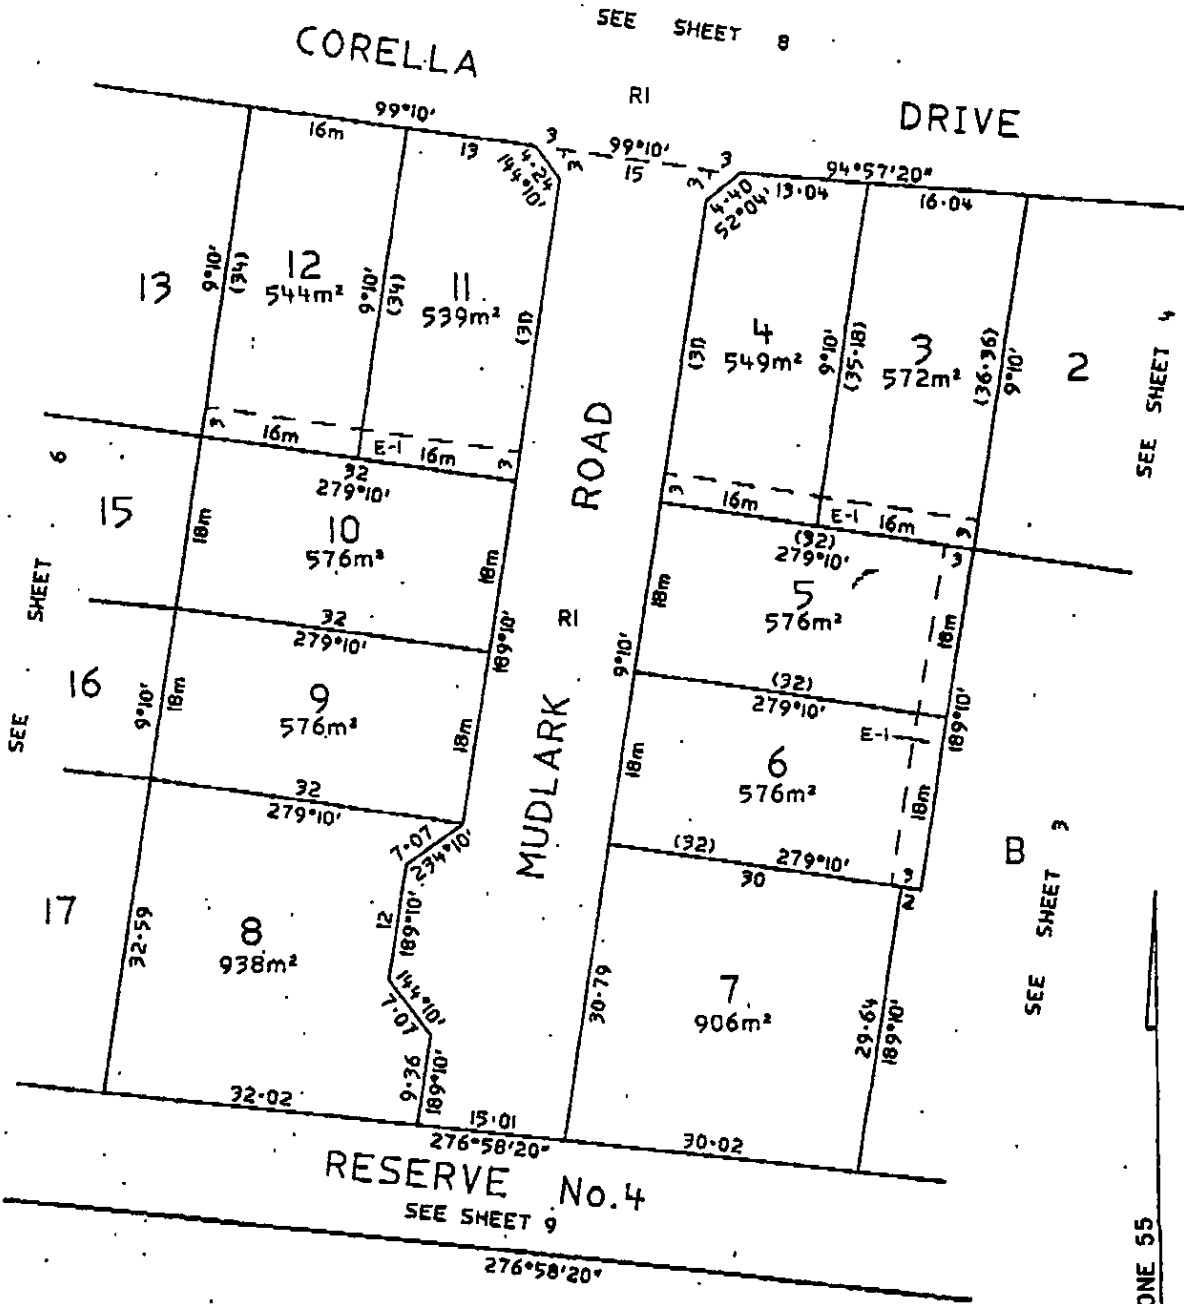 SEE SHEET 8
CORELLA
DRIVE
R1
99°10'
16m
13
3
3
4·24
144°10'
99°10'
15
3
3
4·40
52°04'
94°57'20"
13·04
16·04
13
9°10'
(34)
12
544m²
9°10'
(34)
11
539m²
(31)
(31)
4
549m²
9°10'
(35·18)
3
572m²
(36·36)
9°10'
2
SEE SHEET 4
3
16m
E-1
16m
3
32
279°10'
3
16m
E-1
16m
3
(32)
279°10'
3
ROAD
SEE SHEET 6
15
18m
10
576m²
18m
18m
5
576m²
18m
32
279°10'
189°10'
R1
9°10'
(32)
279°10'
189°10'
16
9°10'
18m
9
576m²
18m
MUDLARK
18m
6
576m²
E-1
18m
32
279°10'
7·07
234°10'
(32)
279°10'
30
3
2
B
SEE SHEET 3
17
32·59
8
938m²
12
189°10'
144°10'
7·07
9·36
189°10'
30·79
7
906m²
29·64
189°10'
32·02
15·01
276°58'20"
30·02
RESERVE No.4
SEE SHEET 9
276°58'20"
ONE 55